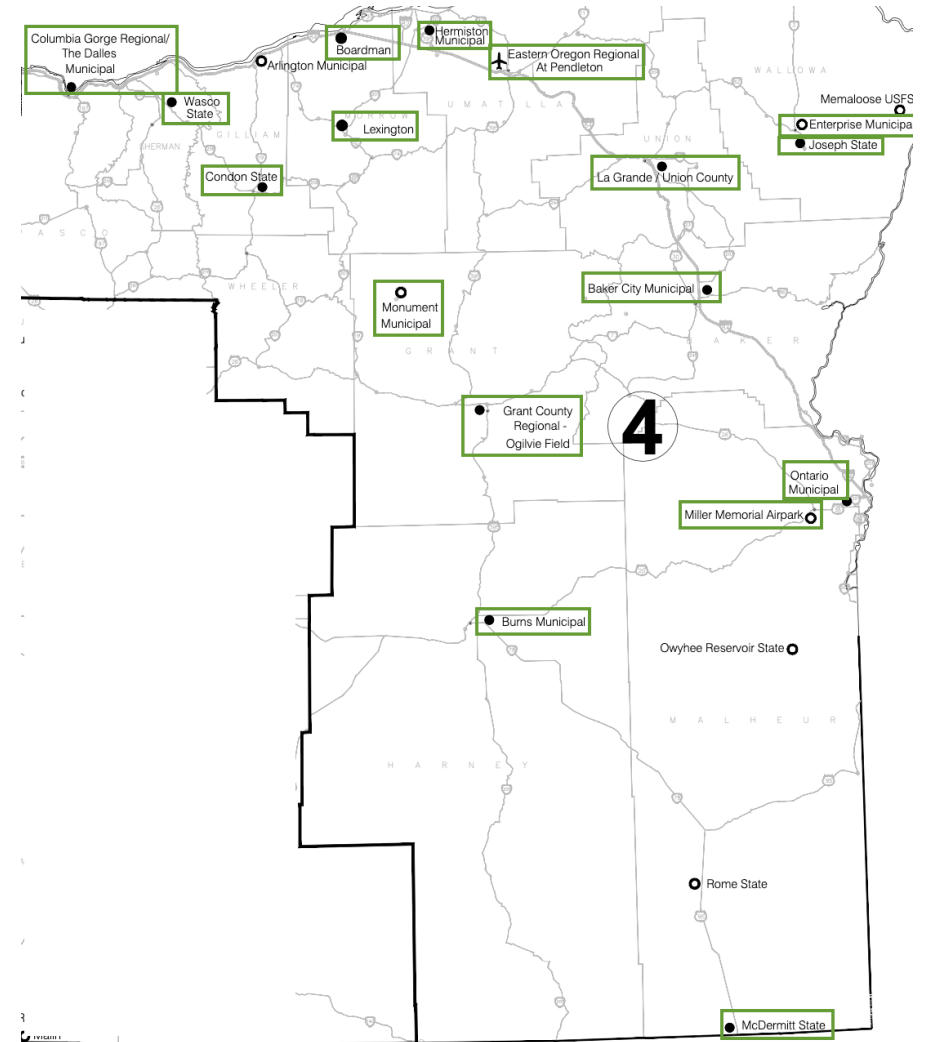 Columbia Gorge Regional/
The Dalles
Municipal
Wasco
State
Arlington Municipal
Boardman
Hermiston
Municipal
Eastern Oregon Regional
At Pendleton
WALLOWA
Memaloose USFS
Enterprise Municipa
Joseph State
UMATILLA
MORROW
Lexington
GILLIAM
SHERMAN
UNION
Condon State
La Grande / Union County
WASCO
WHEELER
Monument
Municipal
Baker City Municipal
GRANT
BAKER
Grant County
Regional -
Ogilvie Field
4
Ontario
Municipal
Miller Memorial Airpark
Burns Municipal
Owyhee Reservoir State
MALHEUR
HARNEY
Rome State
McDermitt State